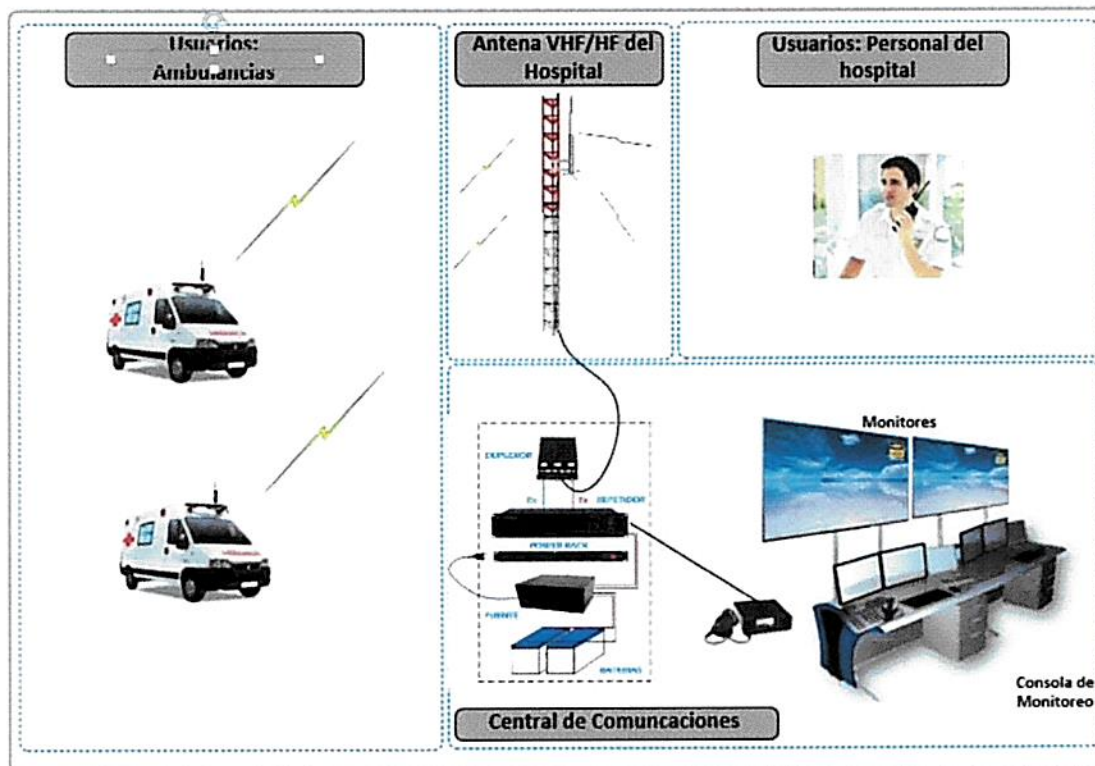 Usuarios:
Ambulancias
Antena VHF/HF del
Hospital
Usuarios: Personal del
hospital
Monitores
DUPLEXOR
Tx
REPETIDOR
POWER RACK
FUENTE
BATERIAS
Consola de
Monitoreo
Central de Comuncaciones